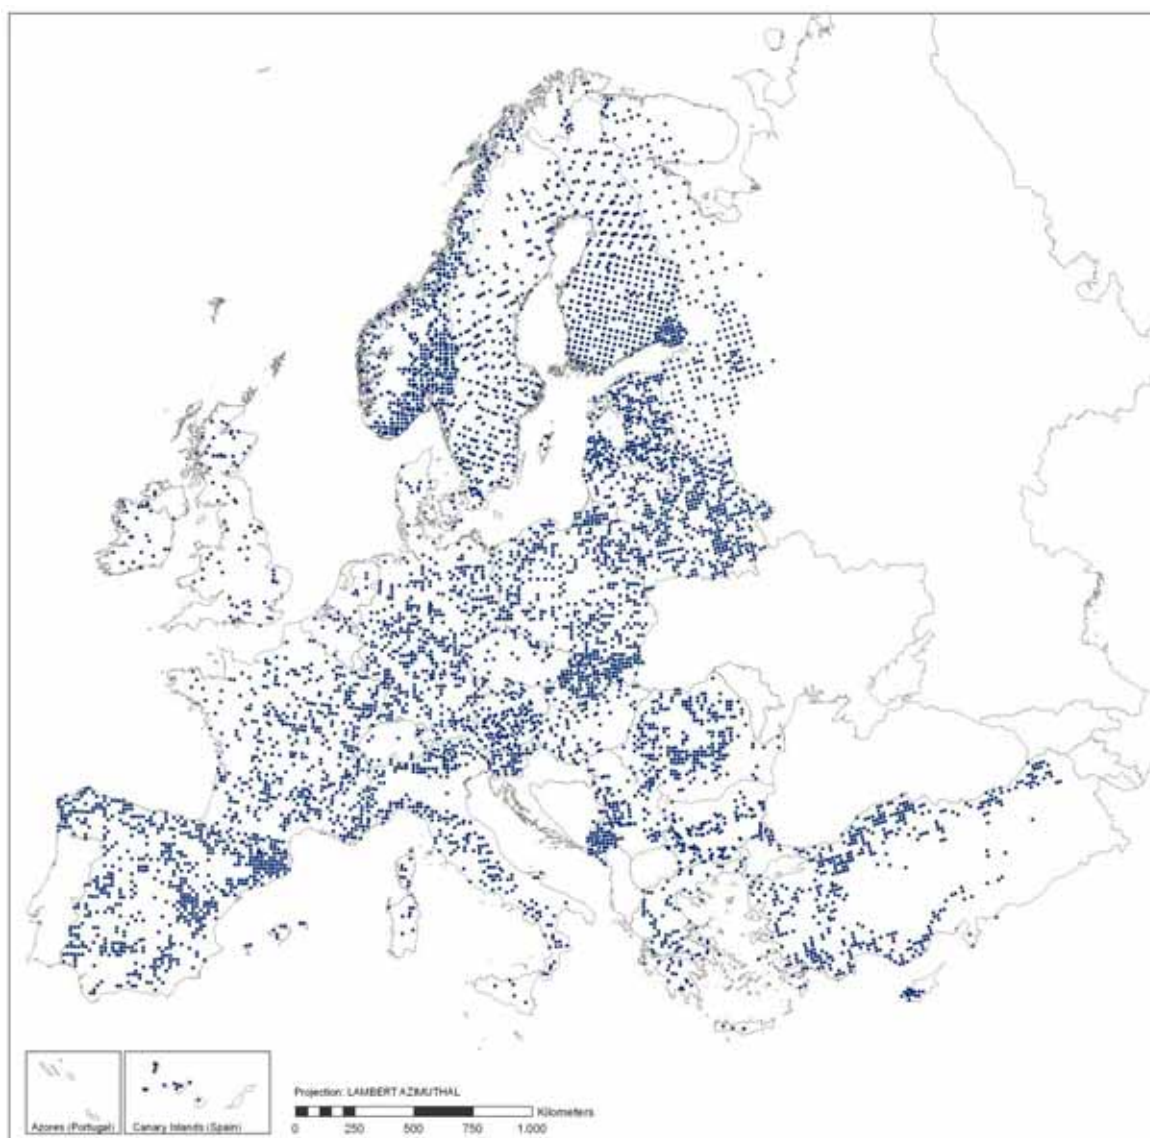 Projection: LAMBERT AZIMUTHAL
Kilometers
0 250 500 750 1.000
Azores (Portugal)
Canary Islands (Spain)